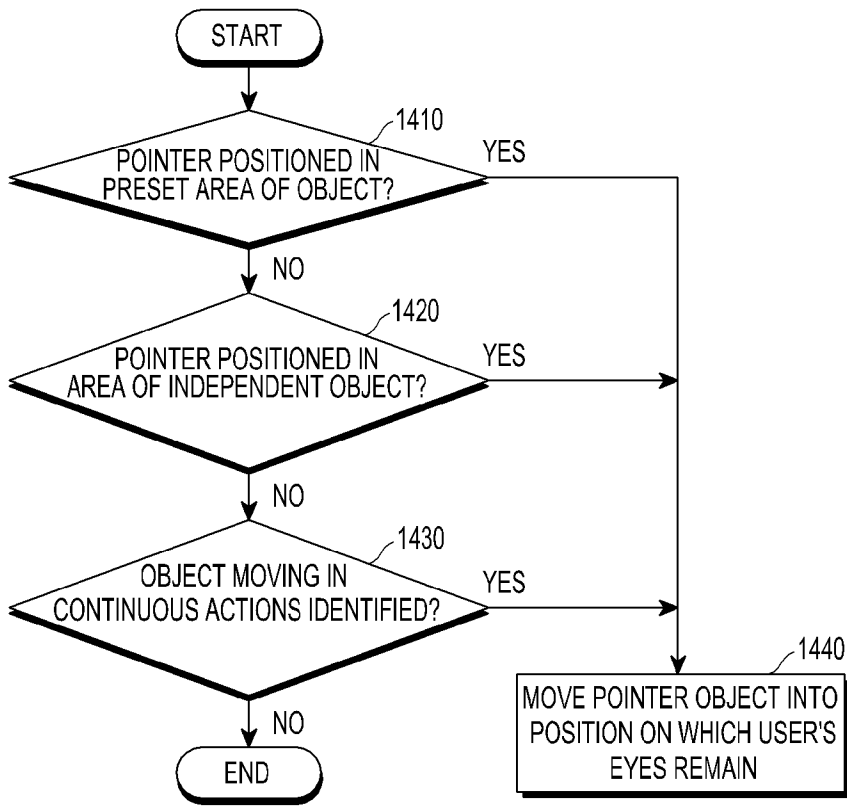 START
1410
POINTER POSITIONED IN
PRESET AREA OF OBJECT?
YES
NO
1420
POINTER POSITIONED IN
AREA OF INDEPENDENT OBJECT?
YES
NO
1430
OBJECT MOVING IN
CONTINUOUS ACTIONS IDENTIFIED?
YES
NO
1440
MOVE POINTER OBJECT INTO
POSITION ON WHICH USER'S
EYES REMAIN
END